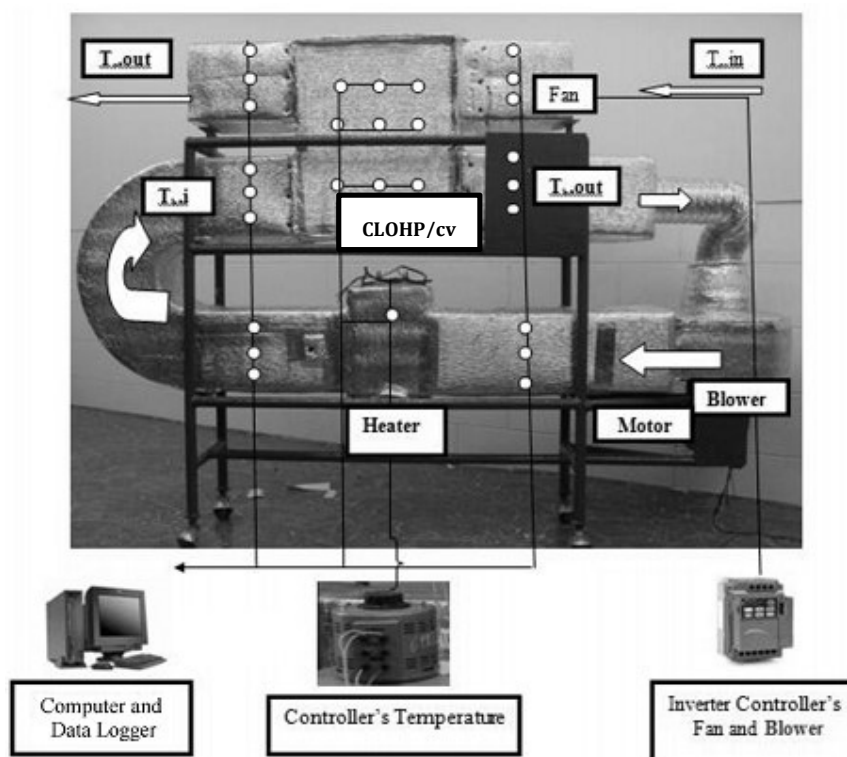 T..out
T..in
Fan
T..i
T..out
CLOHP/cv
Heater
Motor
Blower
Computer and
Data Logger
Controller's Temperature
Inverter Controller's
Fan and Blower